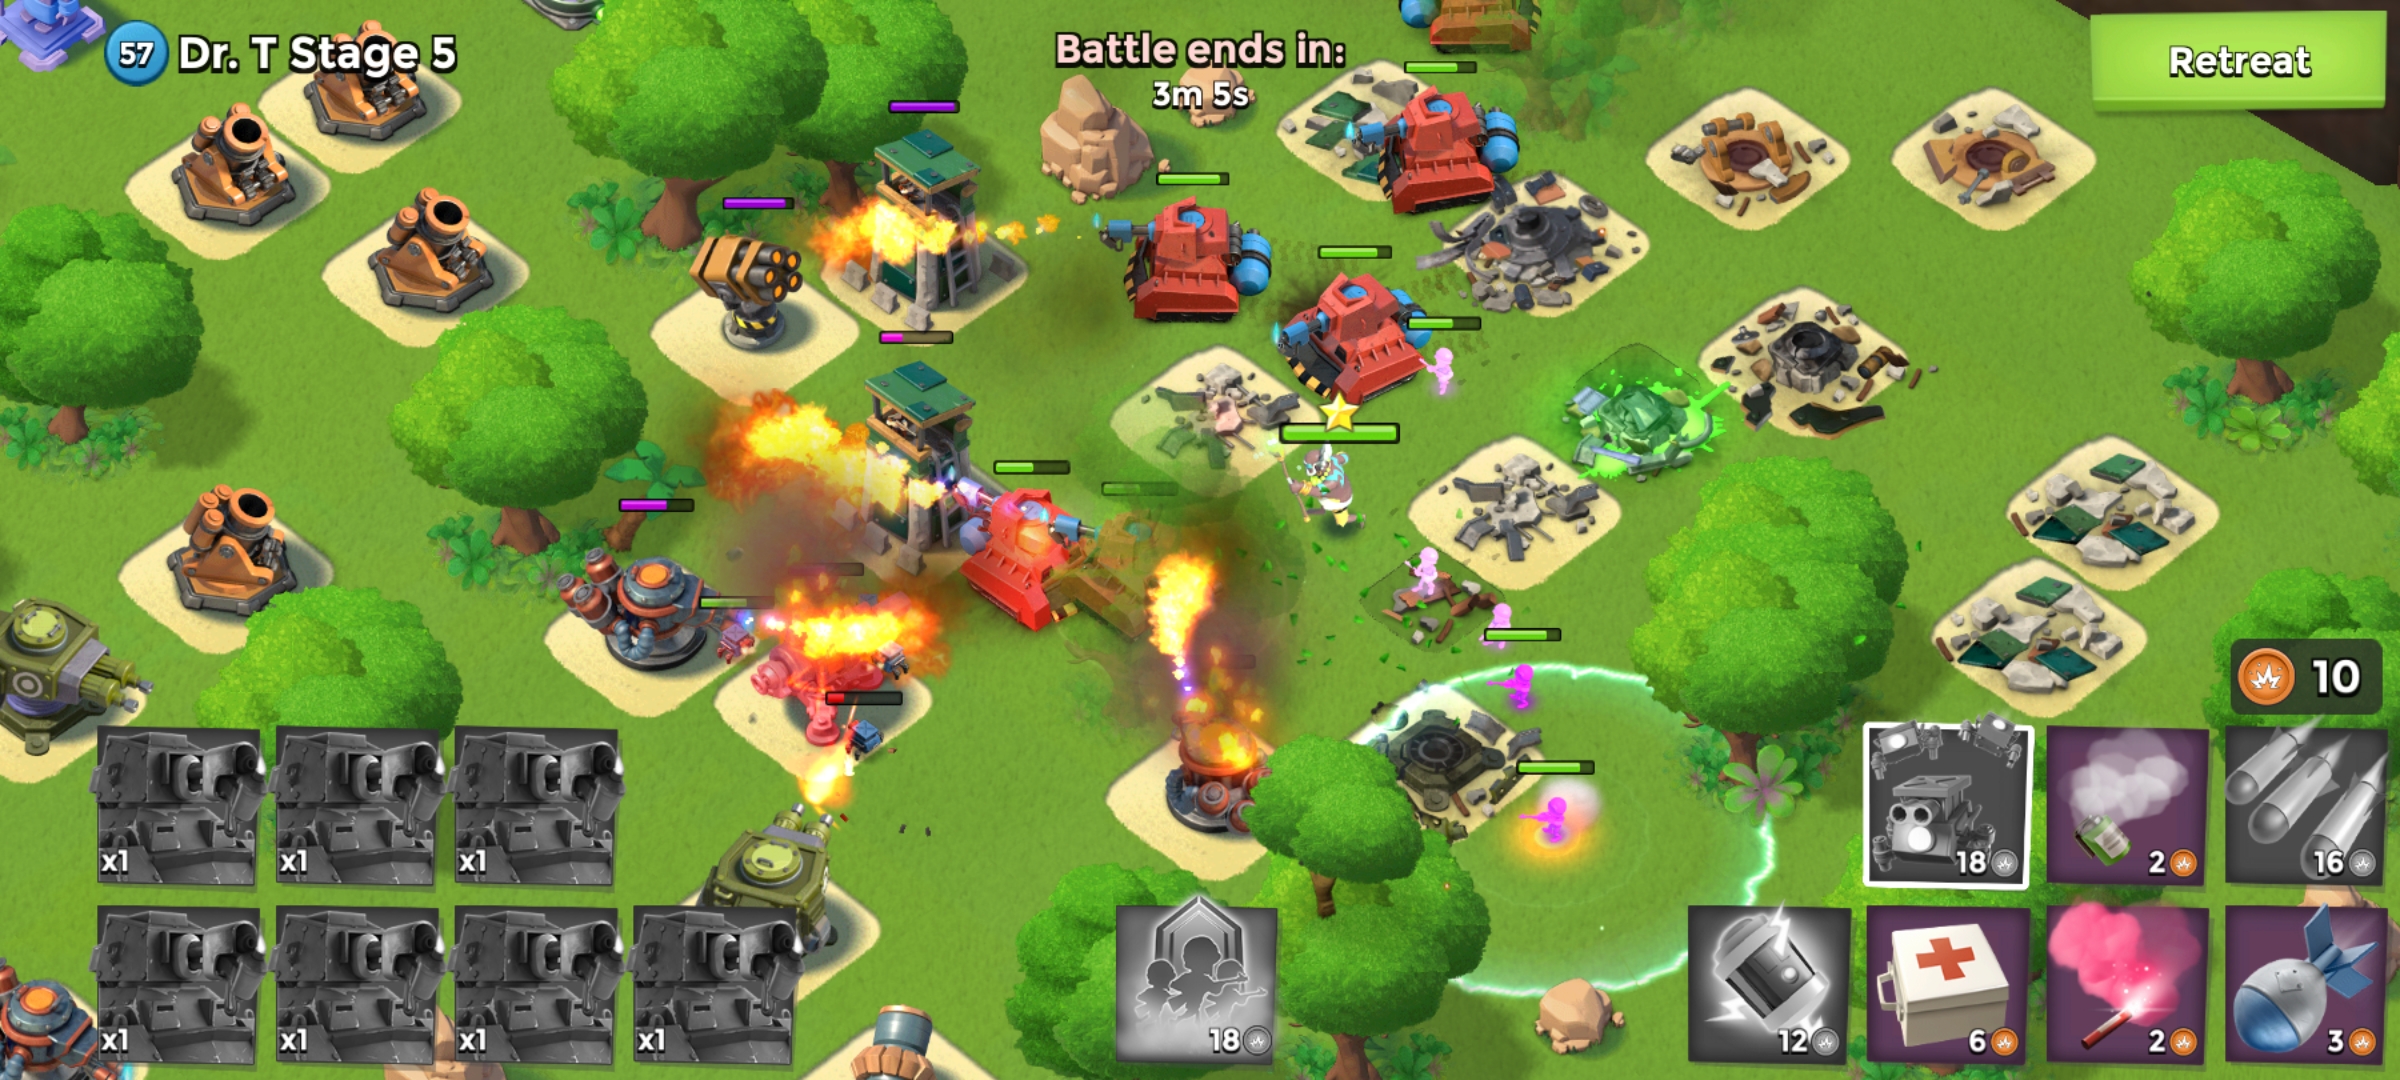 57 Dr. T Stage 5
Battle ends in:
3m 5s
Retreat
10
x1 x1 x1
18 2 16
x1 x1 x1 x1
18
12 6 2 3